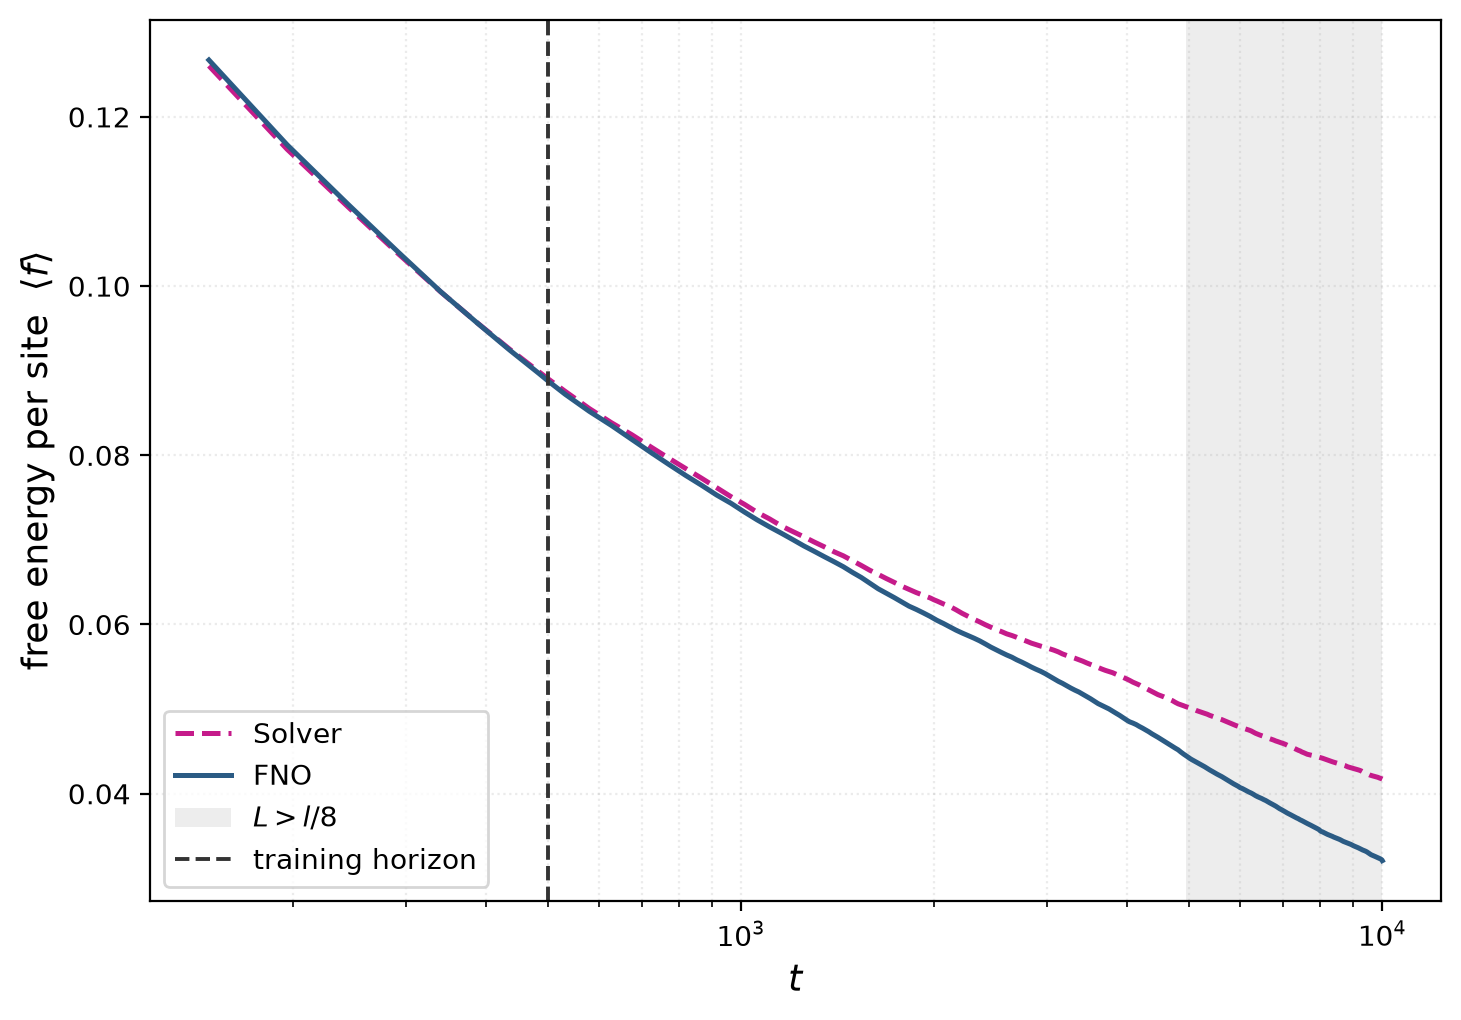 0.12
0.10
0.08
0.06
0.04
free energy per site ⟨f⟩
Solver
FNO
L > l/8
training horizon
10³
10⁴
t